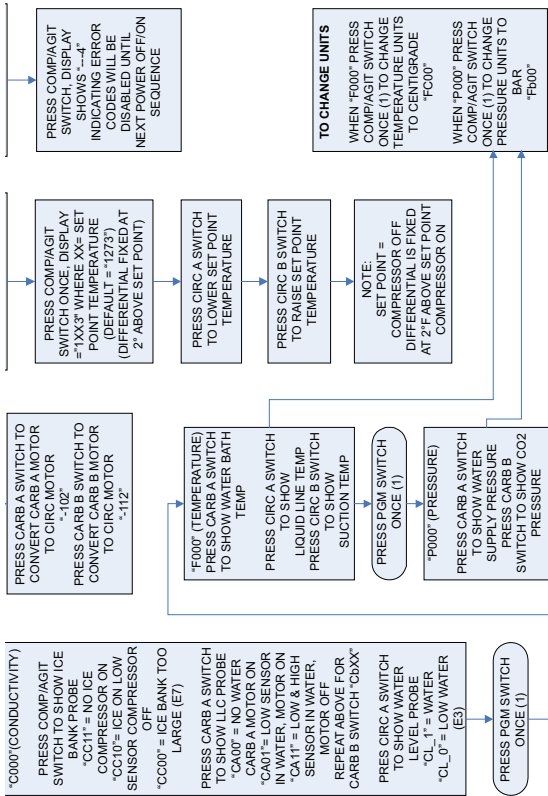 PRESS COMP/AGIT
SWITCH, DISPLAY
SHOWS "---4"
INDICATING ERROR
CODES WILL BE
DISABLED UNTIL
NEXT POWER OFF/ON
SEQUENCE
TO CHANGE UNITS
WHEN "F000" PRESS
COMP/AGIT SWITCH
ONCE (1) TO CHANGE
TEMPERATURE UNITS
TO CENTIGRADE
"FC00"
WHEN "P000" PRESS
COMP/AGIT SWITCH
ONCE (1) TO CHANGE
PRESSURE UNITS TO
BAR
"Fb00"
PRESS COMP/AGIT
SWITCH ONCE, DISPLAY
="1XX3" WHERE XX= SET
POINT TEMPERATURE
(DEFAULT = "1273")
(DIFFERENTIAL FIXED AT
2° ABOVE SET POINT)
PRESS CIRC A SWITCH
TO LOWER SET POINT
TEMPERATURE
PRESS CIRC B SWITCH
TO RAISE SET POINT
TEMPERATURE
NOTE:
SET POINT =
COMPRESSOR OFF
DIFFERENTIAL IS FIXED
AT 2°F ABOVE SET POINT
COMPRESSOR ON
PRESS CARB A SWITCH TO
CONVERT CARB A MOTOR
TO CIRC MOTOR
"-102"
PRESS CARB B SWITCH TO
CONVERT CARB B MOTOR
TO CIRC MOTOR
"-112"
"F000" (TEMPERATURE)
PRESS CARB A SWITCH
TO SHOW WATER BATH
TEMP
PRESS CIRC A SWITCH
TO SHOW
LIQUID LINE TEMP
PRESS CIRC B SWITCH
TO SHOW
SUCTION TEMP
PRESS PGM SWITCH
ONCE (1)
"P000" (PRESSURE)
PRESS CARB A SWITCH
TO SHOW WATER
SUPPLY PRESSURE
PRESS CARB B
SWITCH TO SHOW CO2
PRESSURE
"C000"(CONDUCTIVITY)
PRESS COMP/AGIT
SWITCH TO SHOW ICE
BANK PROBE
"CC11" = NO ICE
COMPRESSOR ON
"CC10"= ICE ON LOW
SENSOR COMPRESSOR
OFF
"CC00" = ICE BANK TOO
LARGE (E7)
PRESS CARB A SWITCH
TO SHOW LLC PROBE
"CA00" = NO WATER
CARB A MOTOR ON
"CA01"= LOW SENSOR
IN WATER, MOTOR ON
"CA11" = LOW & HIGH
SENSOR IN WATER,
MOTOR OFF
REPEAT ABOVE FOR
CARB B SWITCH "CbXX"
PRES CIRC A SWITCH
TO SHOW WATER
LEVEL PROBE
"CL_1" = WATER
"CL_0" = LOW WATER
(E3)
PRESS PGM SWITCH
ONCE (1)